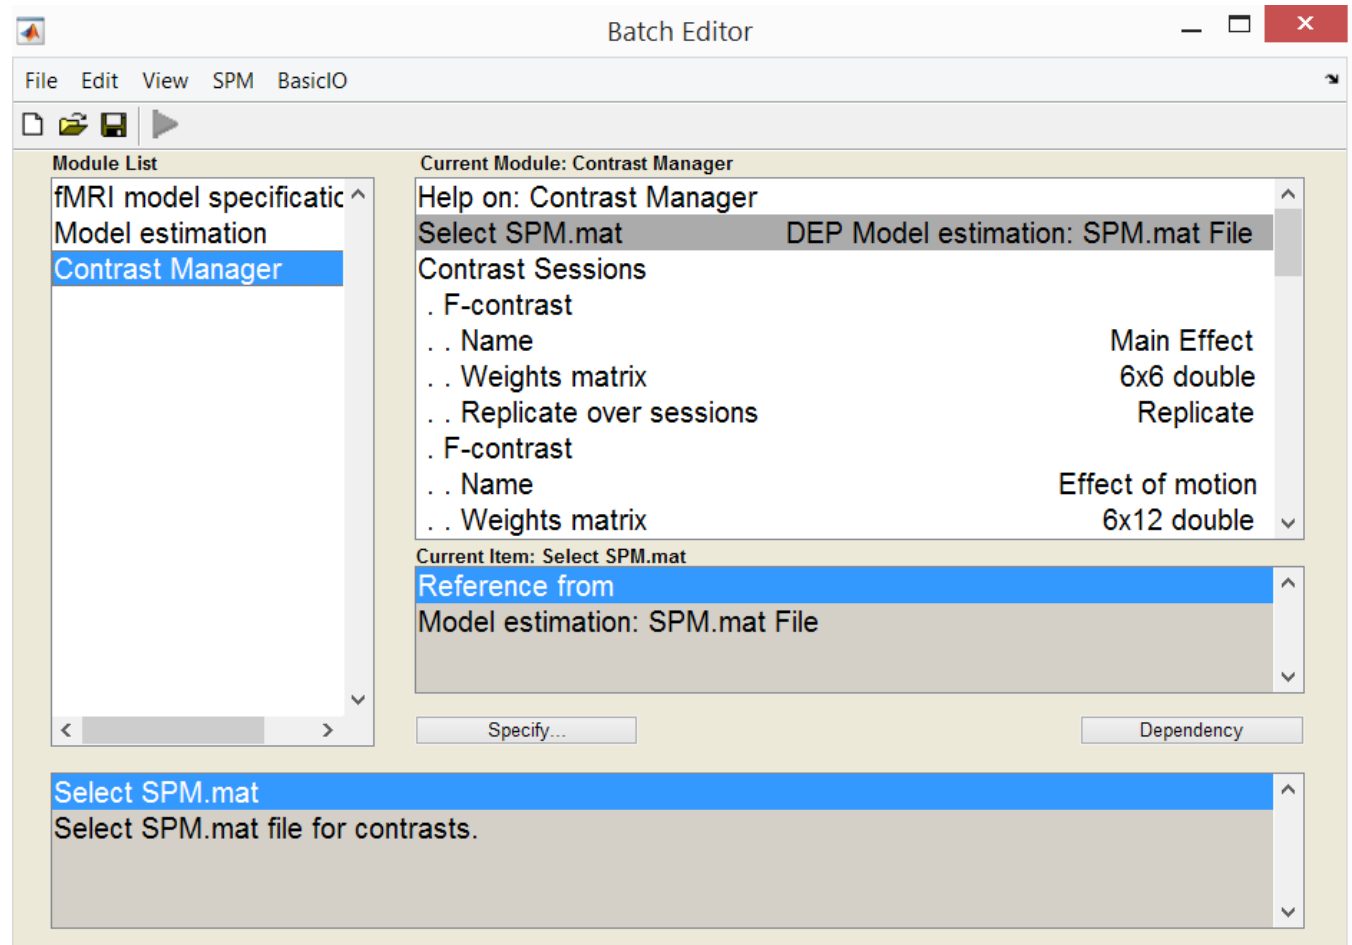 Batch Editor
File Edit View SPM BasicIO
Module List
fMRI model specificatic
Model estimation
Contrast Manager
Current Module: Contrast Manager
Help on: Contrast Manager
Select SPM.mat DEP Model estimation: SPM.mat File
Contrast Sessions
. F-contrast
. . Name Main Effect
. . Weights matrix 6x6 double
. . Replicate over sessions Replicate
. F-contrast
. . Name Effect of motion
. . Weights matrix 6x12 double
Current Item: Select SPM.mat
Reference from
Model estimation: SPM.mat File
Specify... Dependency
Select SPM.mat
Select SPM.mat file for contrasts.